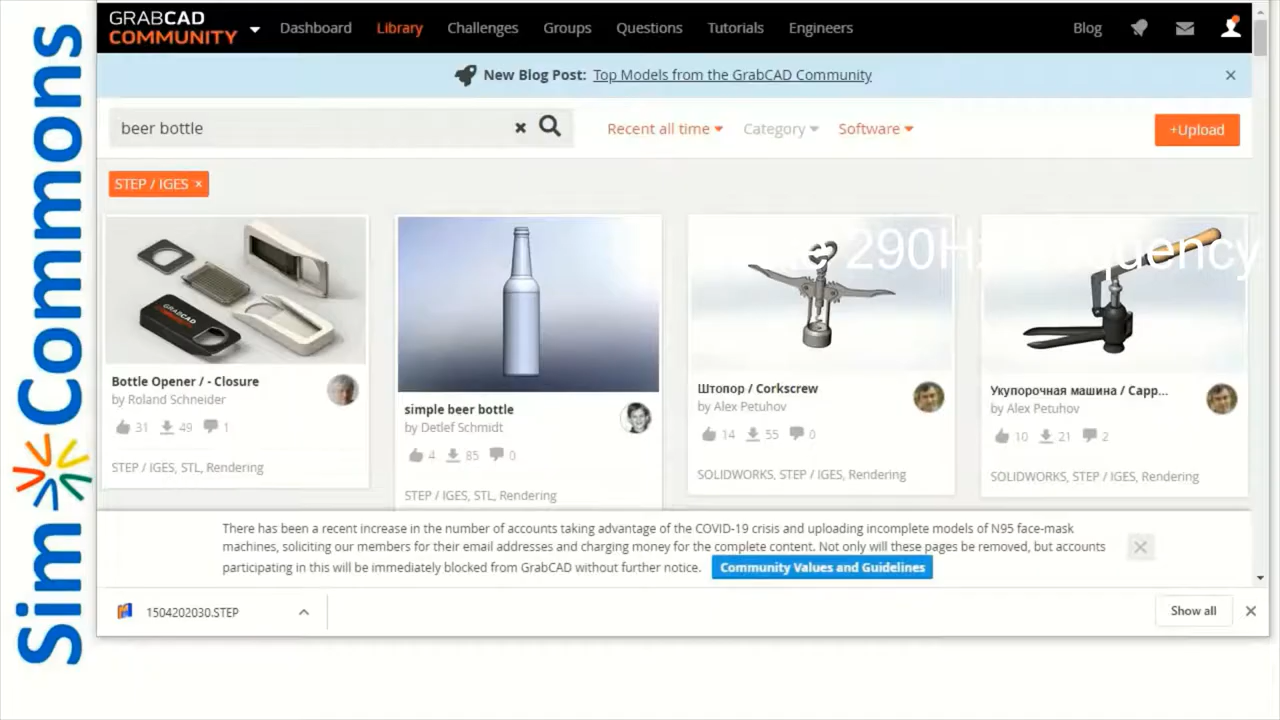 Sim Commons
GRABCAD
COMMUNITY
Dashboard Library Challenges Groups Questions Tutorials Engineers Blog
New Blog Post: Top Models from the GrabCAD Community
beer bottle
Recent all time Category Software +Upload
STEP / IGES ×
290Hz
GRABCAD
COMMUNITY
Bottle Opener / - Closure
by Roland Schneider
31 49 1
STEP / IGES, STL, Rendering
simple beer bottle
by Detlef Schmidt
4 85 0
STEP / IGES, STL, Rendering
Штопор / Corkscrew
by Alex Petuhov
14 55 0
SOLIDWORKS, STEP / IGES, Rendering
Укупорочная машина / Capp...
by Alex Petuhov
10 21 2
SOLIDWORKS, STEP / IGES, Rendering
There has been a recent increase in the number of accounts taking advantage of the COVID-19 crisis and uploading incomplete models of N95 face-mask
machines, soliciting our members for their email addresses and charging money for the complete content. Not only will these pages be removed, but accounts
participating in this will be immediately blocked from GrabCAD without further notice. Community Values and Guidelines
1504202030.STEP
Show all